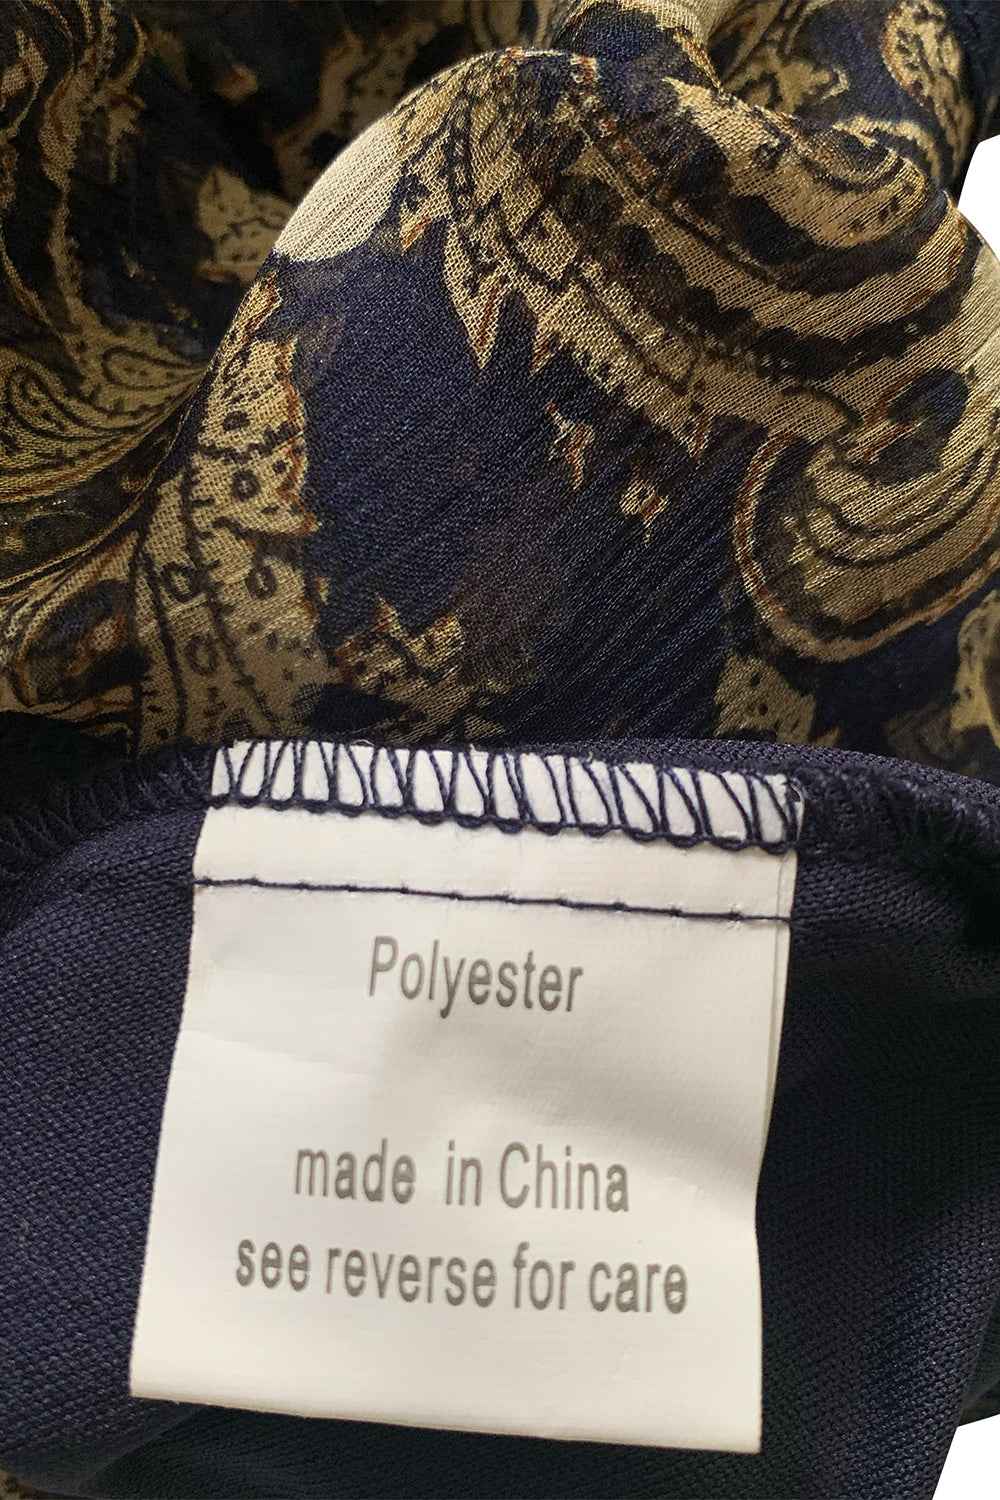 Polyester
made in China
see reverse for care